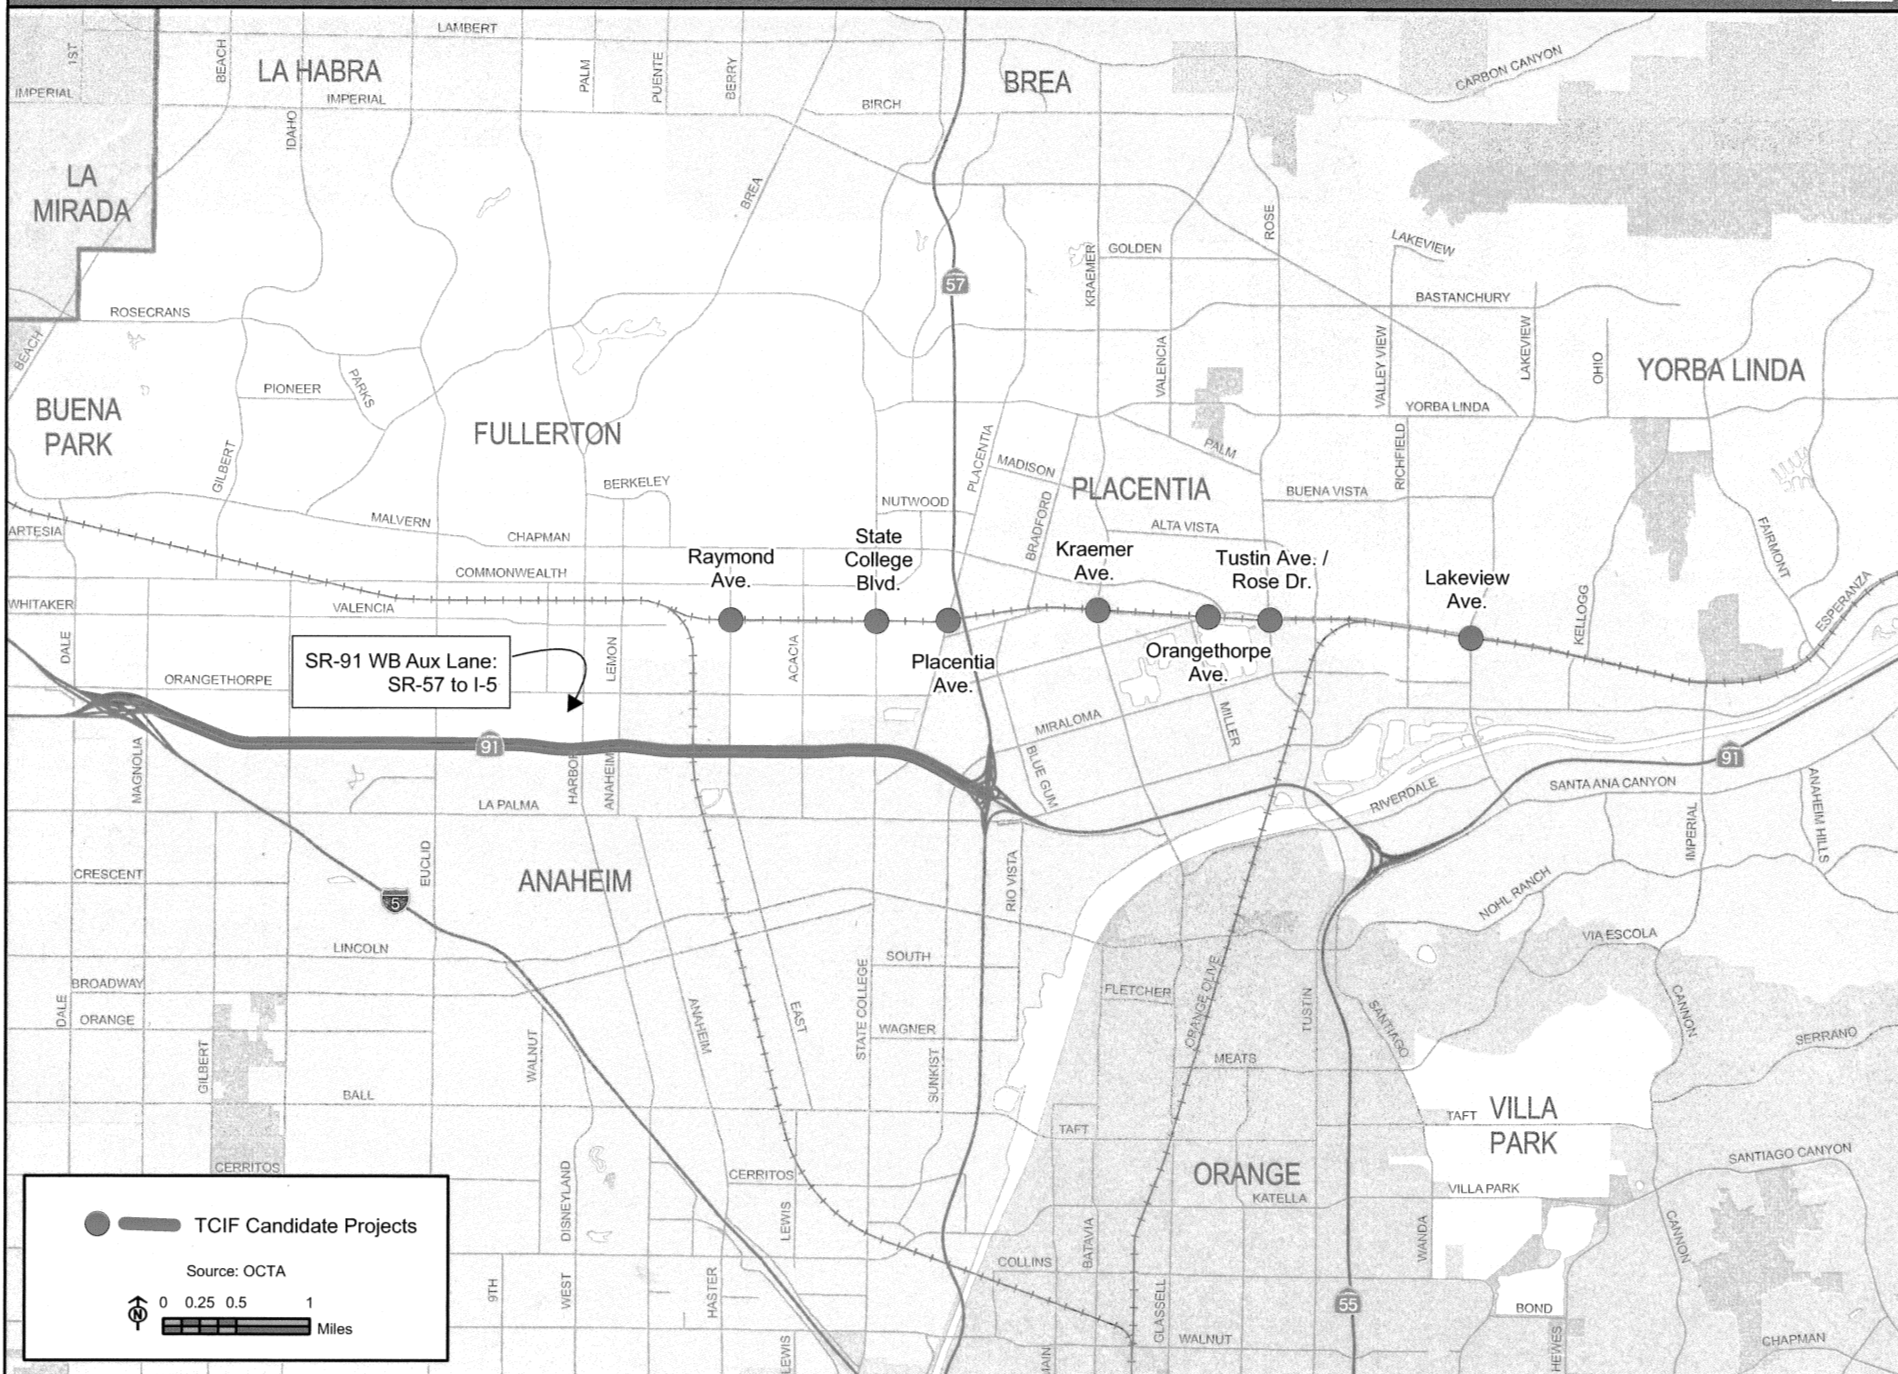 LAMBERT
1ST
BEACH
LA HABRA
PALM
PUENTE
BERRY
BREA
CARBON CANYON
IMPERIAL
IMPERIAL
BIRCH
IDAHO
LA
MIRADA
BREA
ROSE
LAKEVIEW
GOLDEN
KRAEMER
57
BASTANCHURY
ROSECRANS
BEACH
VALENCIA
VALLEY VIEW
LAKEVIEW
OHIO
YORBA LINDA
PIONEER
PARKS
BUENA
PARK
YORBA LINDA
FULLERTON
GILBERT
PLACENTIA
MADISON
PALM
RICHFIELD
BERKELEY
NUTWOOD
BRADFORD
PLACENTIA
BUENA VISTA
MALVERN
ALTA VISTA
FAIRMONT
ARTESIA
CHAPMAN
State
College
Blvd.
Raymond
Ave.
Kraemer
Ave.
Tustin Ave. /
Rose Dr.
Lakeview
Ave.
COMMONWEALTH
WHITAKER
VALENCIA
KELLOGG
ESPERANZA
DALE
LEMON
ACACIA
Placentia
Ave.
Orangethorpe
Ave.
SR-91 WB Aux Lane:
SR-57 to I-5
ORANGETHORPE
MIRALOMA
MILLER
91
91
MAGNOLIA
HARBOR
ANAHEIM
BLUE GUM
RIVERDALE
SANTA ANA CANYON
ANAHEIM HILLS
IMPERIAL
LA PALMA
EUCLID
CRESCENT
ANAHEIM
RIO VISTA
NOHL RANCH
5
LINCOLN
SOUTH
VIA ESCOLA
BROADWAY
DALE
ORANGE
FLETCHER
ORANGE OLIVE
TUSTIN
SANTIAGO
CANNON
SERRANO
ANAHEIM
EAST
STATE COLLEGE
WAGNER
SUNKIST
WALNUT
GILBERT
MEATS
BALL
TAFT
TAFT
VILLA
PARK
CERRITOS
CERRITOS
ORANGE
KATELLA
SANTIAGO CANYON
VILLA PARK
DISNEYLAND
LEWIS
BATAVIA
WANDA
CANNON
COLLINS
9TH
WEST
HASTER
GLASSELL
55
BOND
WALNUT
HEWES
CHAPMAN
LEWIS
TCIF Candidate Projects
Source: OCTA
N
0 0.25 0.5 1
Miles